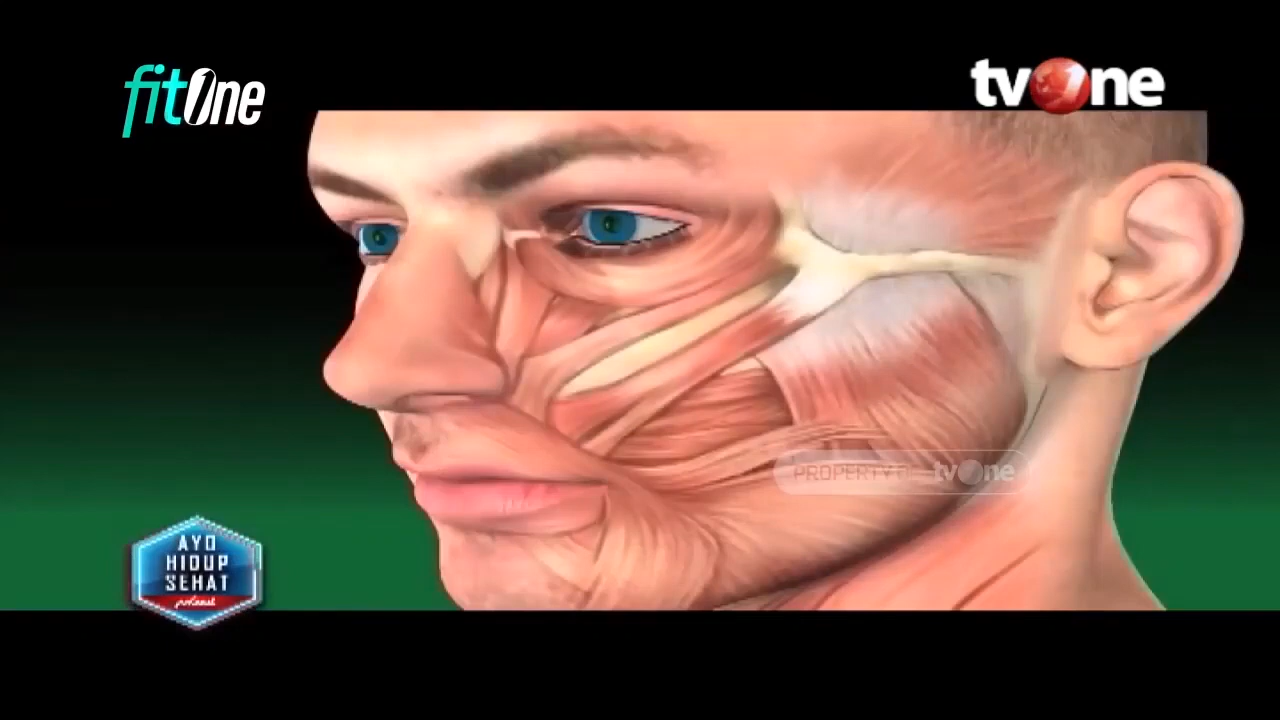 fitOne
tvOne
PROPERTY OF tvOne
AYO
HIDUP
SEHAT